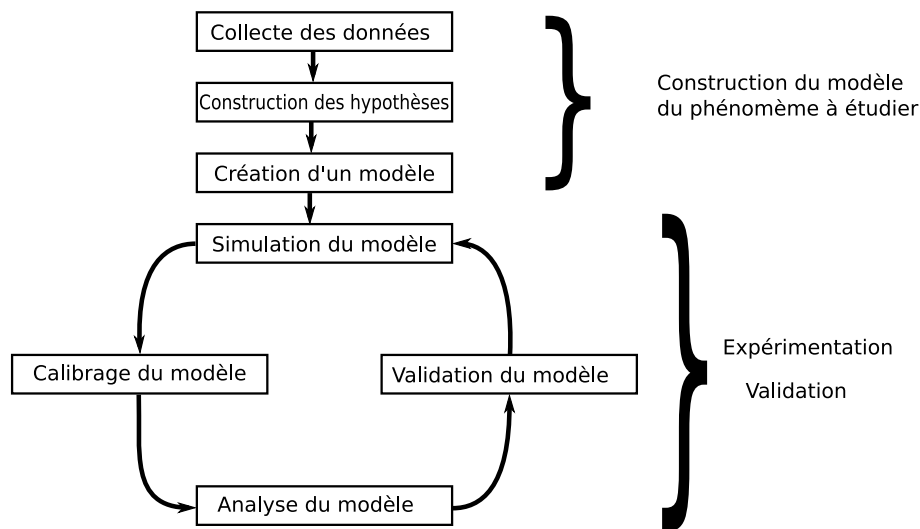 Collecte des données
Construction des hypothèses
Création d'un modèle
Construction du modèle
du phénomème à étudier
Simulation du modèle
Calibrage du modèle
Validation du modèle
Analyse du modèle
Expérimentation
Validation